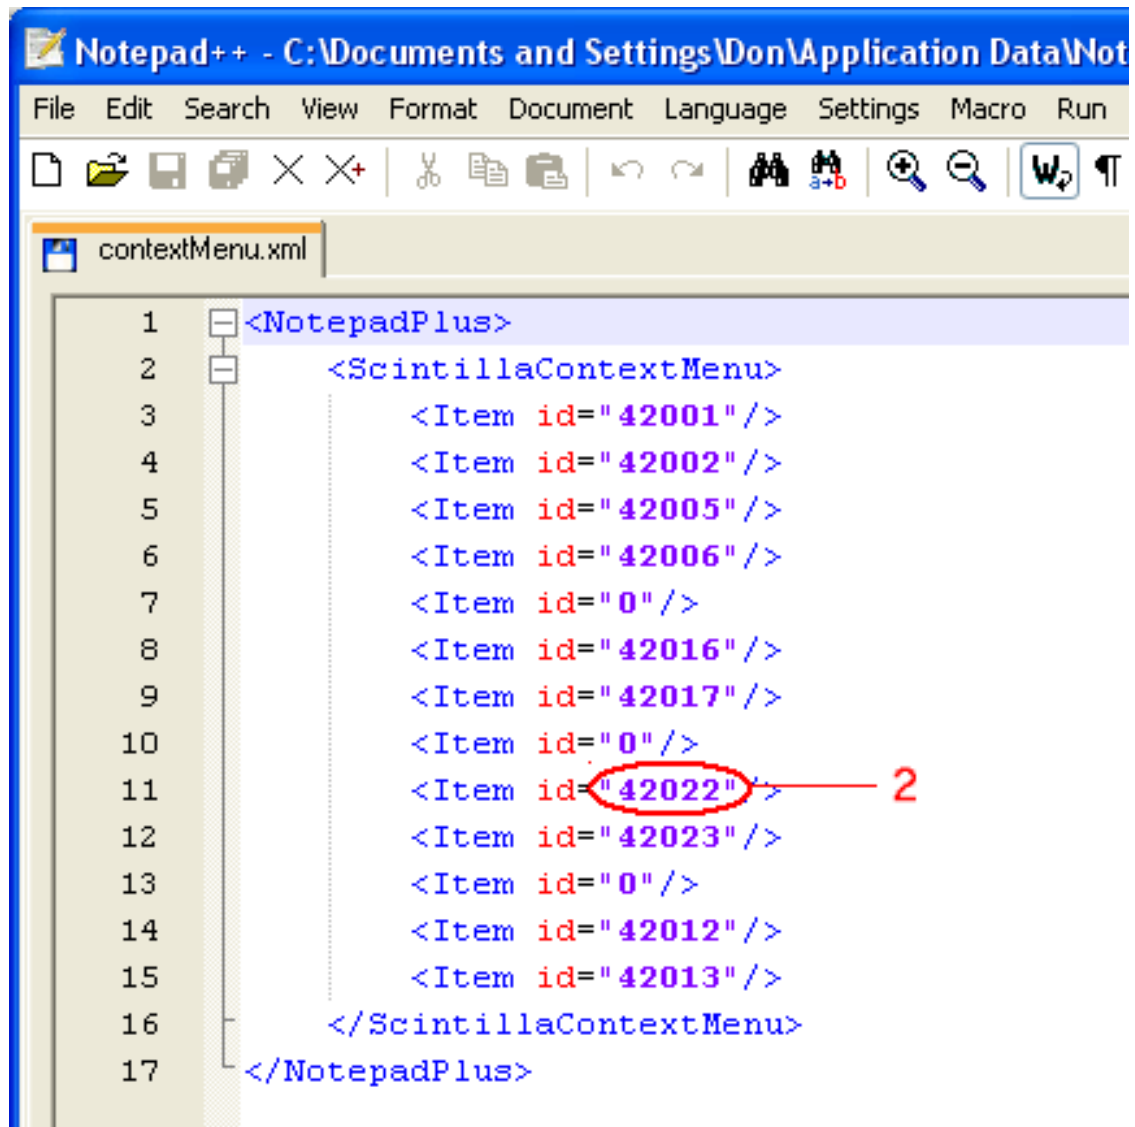 Notepad++ - C:\Documents and Settings\Don\Application Data\Not
File Edit Search View Format Document Language Settings Macro Run
contextMenu.xml
1 <NotepadPlus>
2 <ScintillaContextMenu>
3 <Item id="42001"/>
4 <Item id="42002"/>
5 <Item id="42005"/>
6 <Item id="42006"/>
7 <Item id="0"/>
8 <Item id="42016"/>
9 <Item id="42017"/>
10 <Item id="0"/>
11 <Item id="42022"/> 2
12 <Item id="42023"/>
13 <Item id="0"/>
14 <Item id="42012"/>
15 <Item id="42013"/>
16 </ScintillaContextMenu>
17 </NotepadPlus>